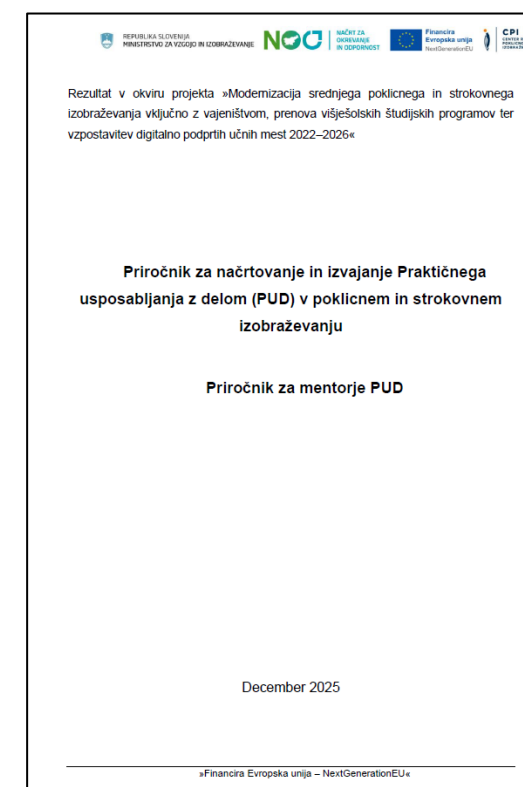 REPUBLIKA SLOVENIJA
MINISTRSTVO ZA VZGOJO IN IZOBRAŽEVANJE
NOO
NAČRT ZA
OKREVANJE
IN ODPORNOST
Financira
Evropska unija
NextGenerationEU
CPI
Rezultat v okviru projekta »Modernizacija srednjega poklicnega in strokovnega
izobraževanja vključno z vajeništvom, prenova višješolskih študijskih programov ter
vzpostavitev digitalno podprtih učnih mest 2022–2026«
Priročnik za načrtovanje in izvajanje Praktičnega
usposabljanja z delom (PUD) v poklicnem in strokovnem
izobraževanju
Priročnik za mentorje PUD
December 2025
»Financira Evropska unija – NextGenerationEU«